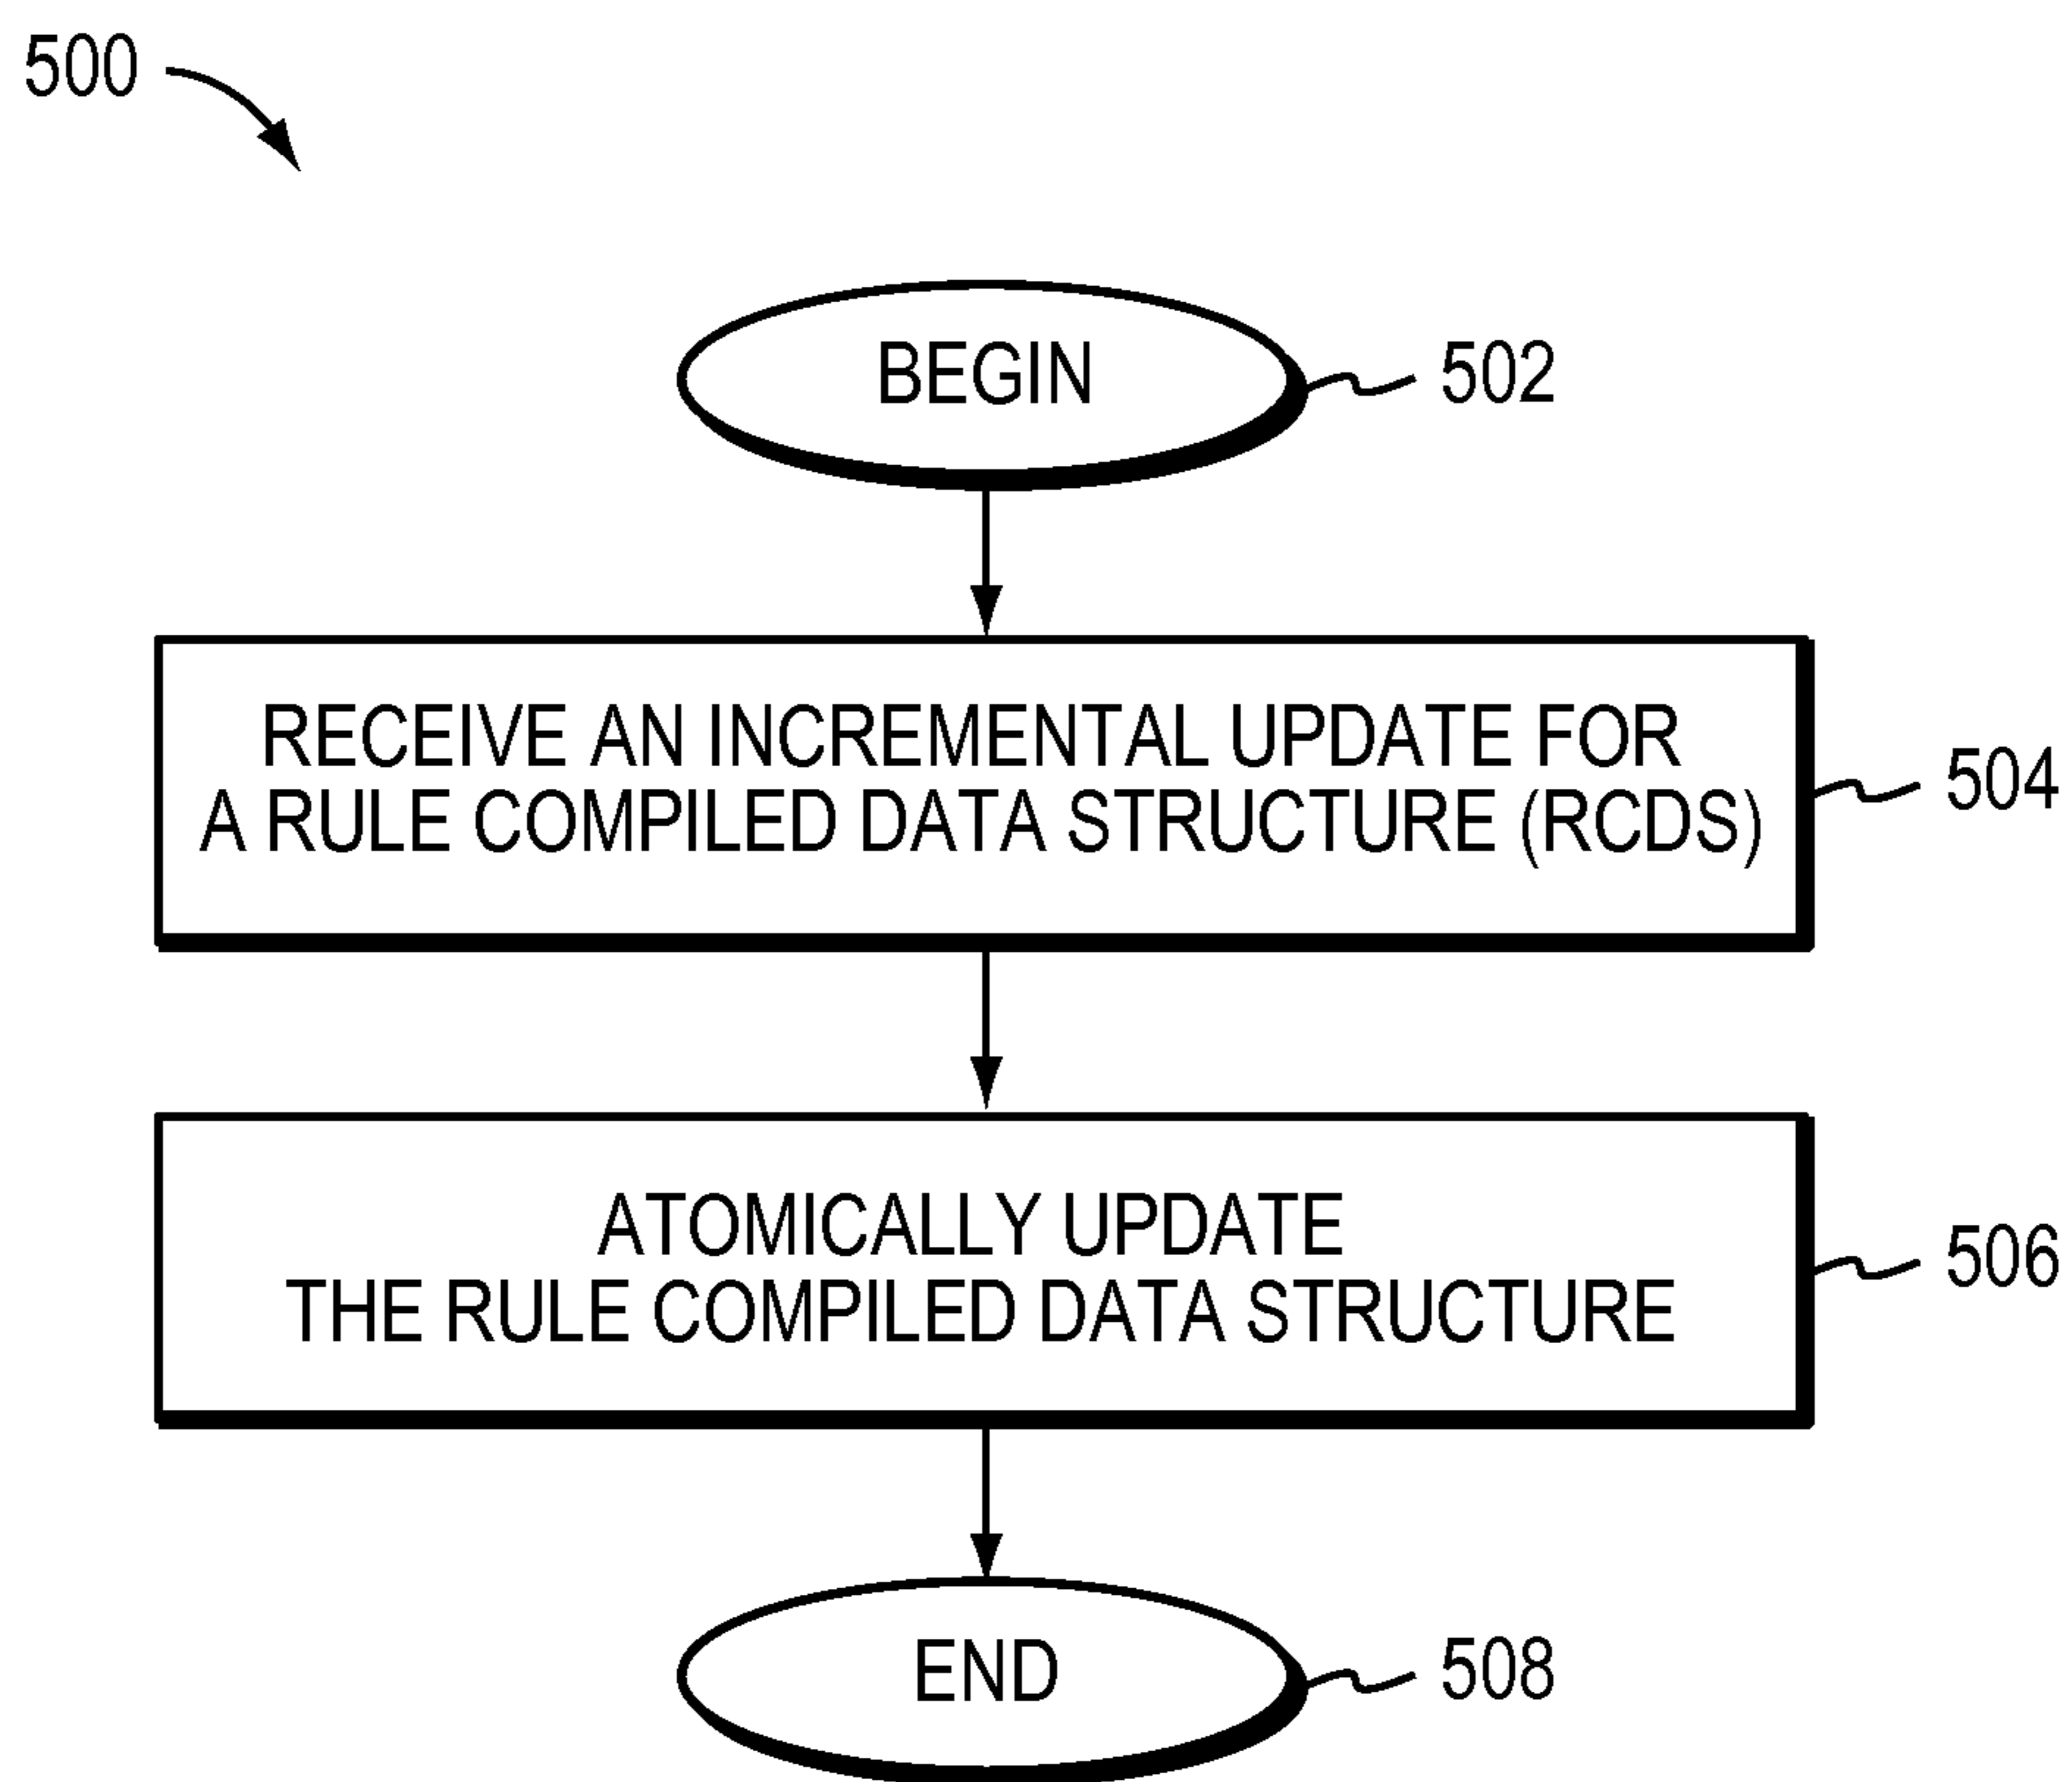 500
BEGIN
502
RECEIVE AN INCREMENTAL UPDATE FOR
A RULE COMPILED DATA STRUCTURE (RCDS)
504
ATOMICALLY UPDATE
THE RULE COMPILED DATA STRUCTURE
506
END
508